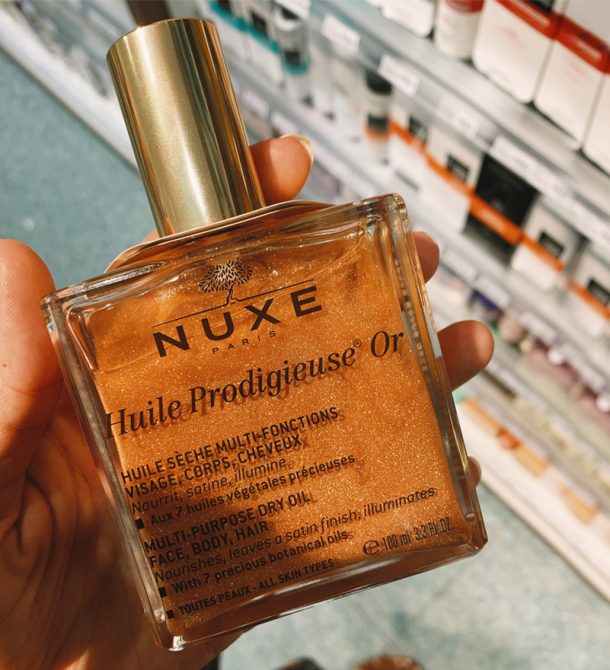 NUXE
PARIS
Huile Prodigieuse® Or
HUILE SÈCHE MULTI-FONCTIONS
VISAGE, CORPS, CHEVEUX
Nourrit, satine, illumine
■ Aux 7 huiles végétales précieuses
MULTI-PURPOSE DRY OIL
FACE, BODY, HAIR
Nourishes, leaves a satin finish, illuminates
■ With 7 precious botanical oils
■ TOUTES PEAUX - ALL SKIN TYPES
℮ 100 ml 3.3 FL.OZ.